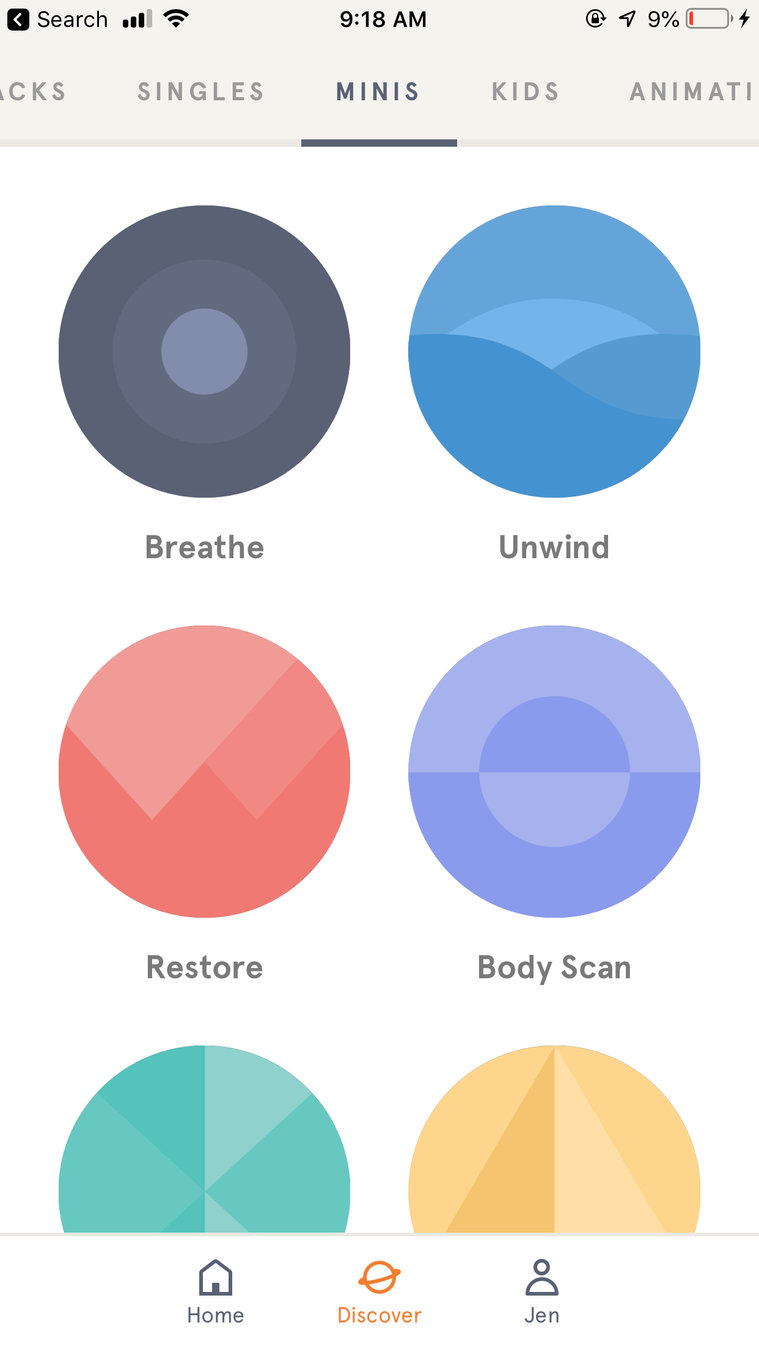 Search 9:18 AM 9%
ACKS SINGLES MINIS KIDS ANIMATI
Breathe Unwind
Restore Body Scan
Home Discover Jen